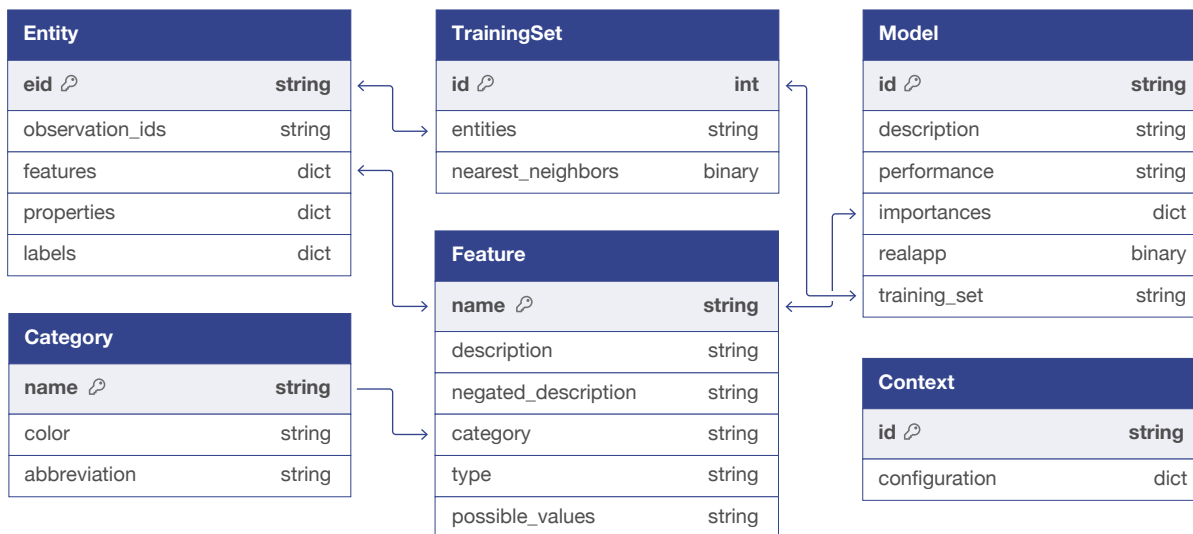 Entity
eid string
observation_ids string
features dict
properties dict
labels dict
Category
name string
color string
abbreviation string
TrainingSet
id int
entities string
nearest_neighbors binary
Feature
name string
description string
negated_description string
category string
type string
possible_values string
Model
id string
description string
performance string
importances dict
realapp binary
training_set string
Context
id string
configuration dict